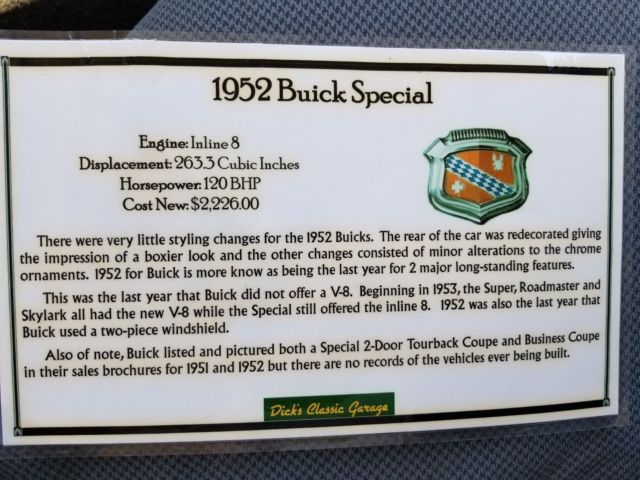 1952 Buick Special
Engine: Inline 8
Displacement: 263.3 Cubic Inches
Horsepower: 120 BHP
Cost New: $2,226.00
There were very little styling changes for the 1952 Buicks. The rear of the car was redecorated giving
the impression of a boxier look and the other changes consisted of minor alterations to the chrome
ornaments. 1952 for Buick is more know as being the last year for 2 major long-standing features.
This was the last year that Buick did not offer a V-8. Beginning in 1953, the Super, Roadmaster and
Skylark all had the new V-8 while the Special still offered the inline 8. 1952 was also the last year that
Buick used a two-piece windshield.
Also of note, Buick listed and pictured both a Special 2-Door Tourback Coupe and Business Coupe
in their sales brochures for 1951 and 1952 but there are no records of the vehicles ever being built.
Dick's Classic Garage